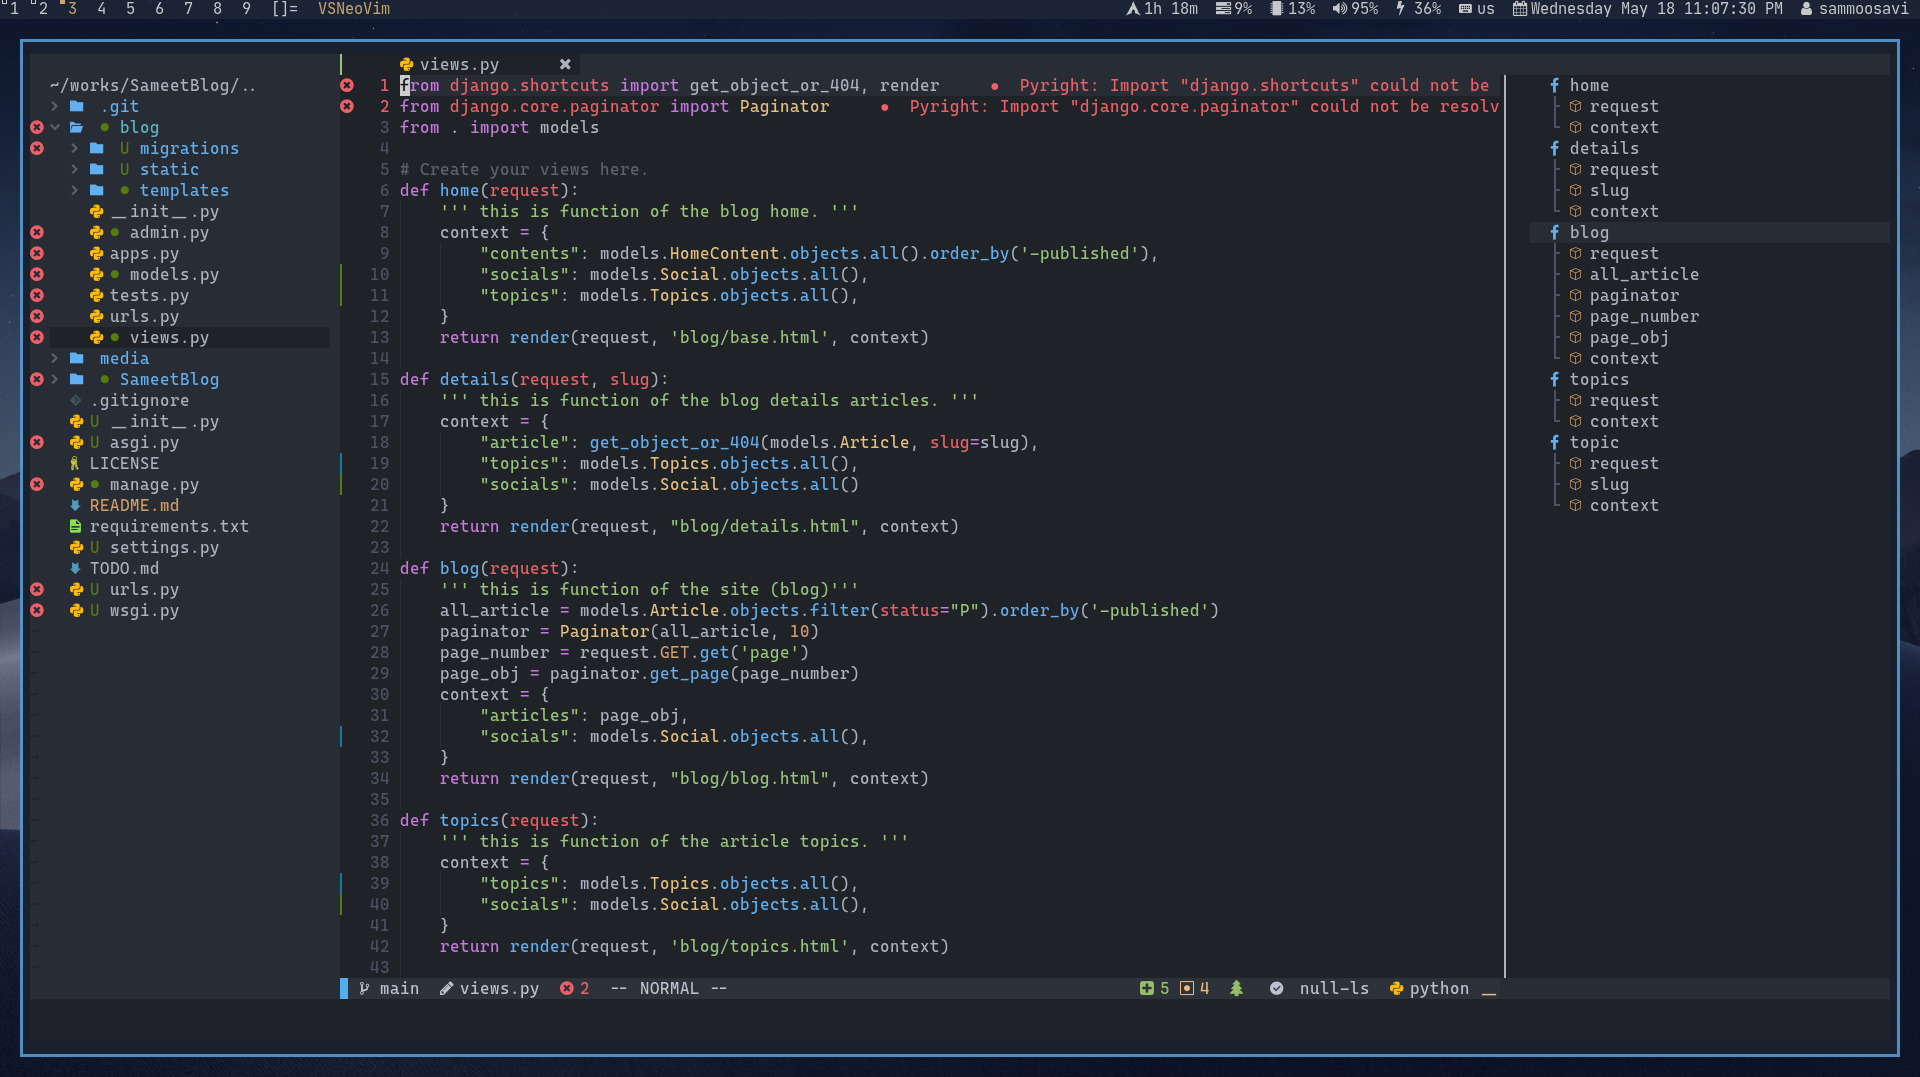 1 2 3 4 5 6 7 8 9 []= VSNeoVim 1h 18m 9% 13% 95% 36% us Wednesday May 18 11:07:30 PM sammoosavi
~/works/SameetBlog/..
.git
blog
U migrations
U static
templates
__init__.py
admin.py
apps.py
models.py
tests.py
urls.py
views.py
media
SameetBlog
.gitignore
U __init__.py
U asgi.py
LICENSE
manage.py
README.md
requirements.txt
U settings.py
TODO.md
U urls.py
U wsgi.py
views.py
1 from django.shortcuts import get_object_or_404, render ● Pyright: Import "django.shortcuts" could not be
2 from django.core.paginator import Paginator ● Pyright: Import "django.core.paginator" could not be resolv
3 from . import models
4
5 # Create your views here.
6 def home(request):
7 ''' this is function of the blog home. '''
8 context = {
9 "contents": models.HomeContent.objects.all().order_by('-published'),
10 "socials": models.Social.objects.all(),
11 "topics": models.Topics.objects.all(),
12 }
13 return render(request, 'blog/base.html', context)
14
15 def details(request, slug):
16 ''' this is function of the blog details articles. '''
17 context = {
18 "article": get_object_or_404(models.Article, slug=slug),
19 "topics": models.Topics.objects.all(),
20 "socials": models.Social.objects.all()
21 }
22 return render(request, "blog/details.html", context)
23
24 def blog(request):
25 ''' this is function of the site (blog)'''
26 all_article = models.Article.objects.filter(status="P").order_by('-published')
27 paginator = Paginator(all_article, 10)
28 page_number = request.GET.get('page')
29 page_obj = paginator.get_page(page_number)
30 context = {
31 "articles": page_obj,
32 "socials": models.Social.objects.all(),
33 }
34 return render(request, "blog/blog.html", context)
35
36 def topics(request):
37 ''' this is function of the article topics. '''
38 context = {
39 "topics": models.Topics.objects.all(),
40 "socials": models.Social.objects.all(),
41 }
42 return render(request, 'blog/topics.html', context)
43
home
request
context
details
request
slug
context
blog
request
all_article
paginator
page_number
page_obj
context
topics
request
context
topic
request
slug
context
main views.py 2 -- NORMAL -- 5 4 null-ls python